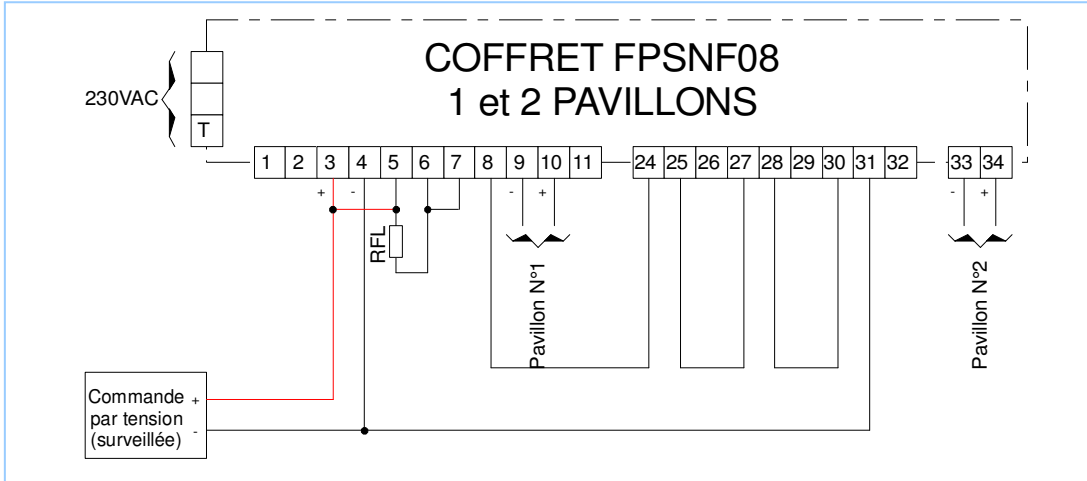 COFFRET FPSNF08
1 et 2 PAVILLONS
230VAC
T
1 2 3 4 5 6 7 8 9 10 11 24 25 26 27 28 29 30 31 32 33 34
+ - - + - +
RFL
Pavillon N°1
Pavillon N°2
Commande +
par tension
(surveillée) -